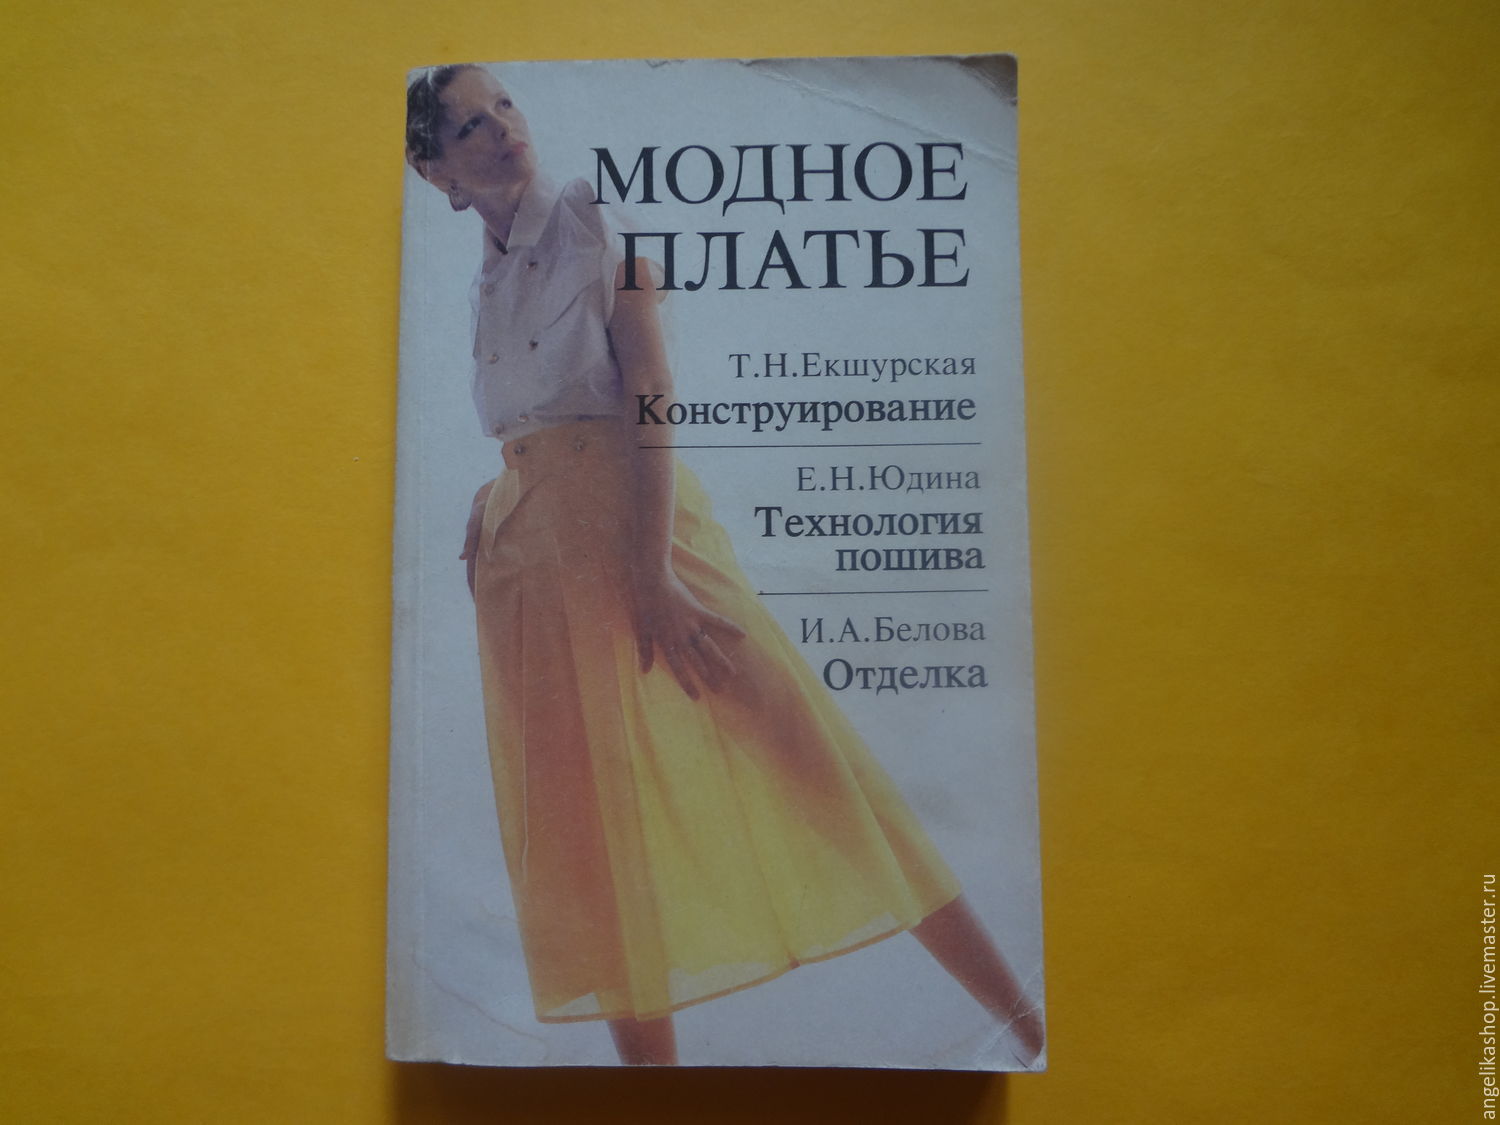 МОДНОЕ
ПЛАТЬЕ
Т.Н.Екшурская
Конструирование
Е.Н.Юдина
Технология
пошива
И.А.Белова
Отделка
angelikashop.livemaster.ru